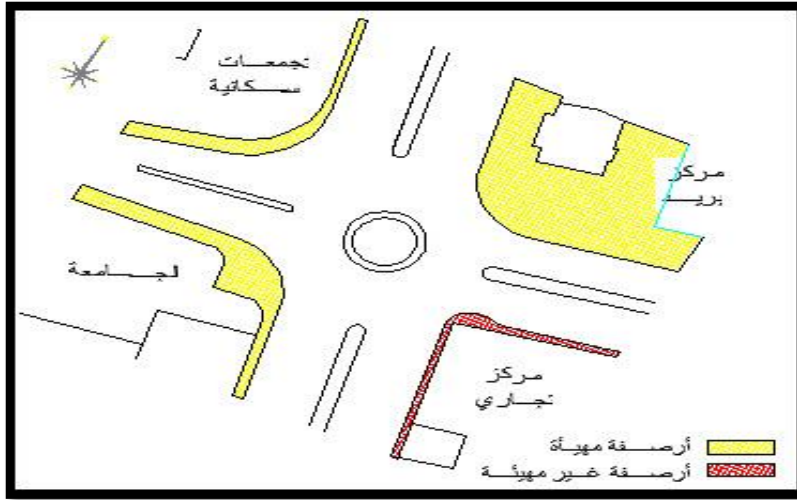 تجمعات
سكانية
مركز
بريد
الجامعة
مركز
تجاري
أرصفة مهيأة
أرصفة غير مهيئة